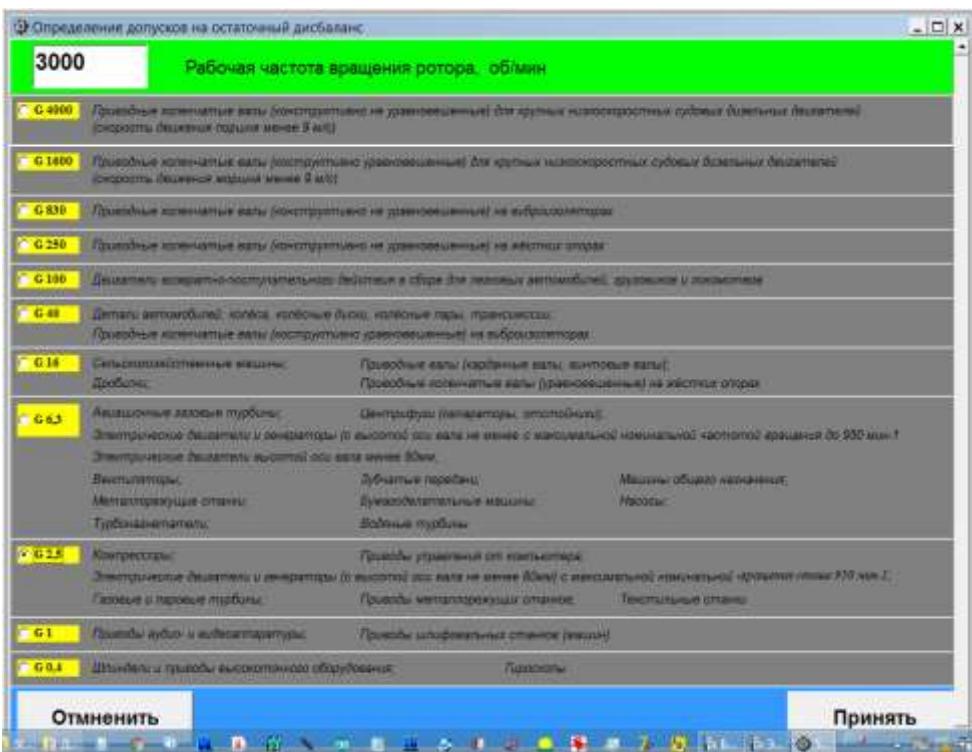 Определение допусков на остаточный дисбаланс
3000 Рабочая частота вращения ротора, об/мин
G 4000 Приводные коленчатые валы (конструктивно не уравновешенные) для крупных низкоскоростных судовых дизельных двигателей
(скорость движения поршня менее 9 м/с)
G 1600 Приводные коленчатые валы (конструктивно уравновешенные) для крупных низкоскоростных судовых дизельных двигателей
(скорость движения поршня менее 9 м/с)
G 830 Приводные коленчатые валы (конструктивно не уравновешенные) на виброизоляторах
G 250 Приводные коленчатые валы (конструктивно не уравновешенные) на жёстких опорах
G 100 Двигатели возвратно-поступательного действия в сборе для легковых автомобилей, грузовиков и локомотивов
G 40 Детали автомобилей: колёса, колёсные диски, колёсные пары, трансмиссии;
Приводные коленчатые валы (конструктивно уравновешенные) на виброизоляторах
G 16 Сельскохозяйственные машины; Приводные валы (карданные валы, винтовые валы);
Дробилки; Приводные коленчатые валы (уравновешенные) на жёстких опорах
G 6,3 Авиационные газовые турбины; Центрифуги (сепараторы, отстойники);
Электрические двигатели и генераторы (с высотой оси вала не менее с максимальной номинальной частотой вращения до 950 мин-1
Электрические двигатели высотой оси вала менее 80мм;
Вентиляторы; Зубчатые передачи; Машины общего назначения;
Металлорежущие станки; Бумагоделательные машины; Насосы;
Турбонагнетатели; Водяные турбины
G 2,5 Компрессоры; Приводы управления от компьютера;
Электрические двигатели и генераторы (с высотой оси вала не менее 80мм) с максимальной номинальной вращения свыше 950 мин-1;
Газовые и паровые турбины; Приводы металлорежущих станков; Текстильные станки
G 1 Приводы аудио- и видеоаппаратуры; Приводы шлифовальных станков (машин)
G 0,4 Шпиндели и приводы высокоточного оборудования; Гироскопы
Отмненить Принять